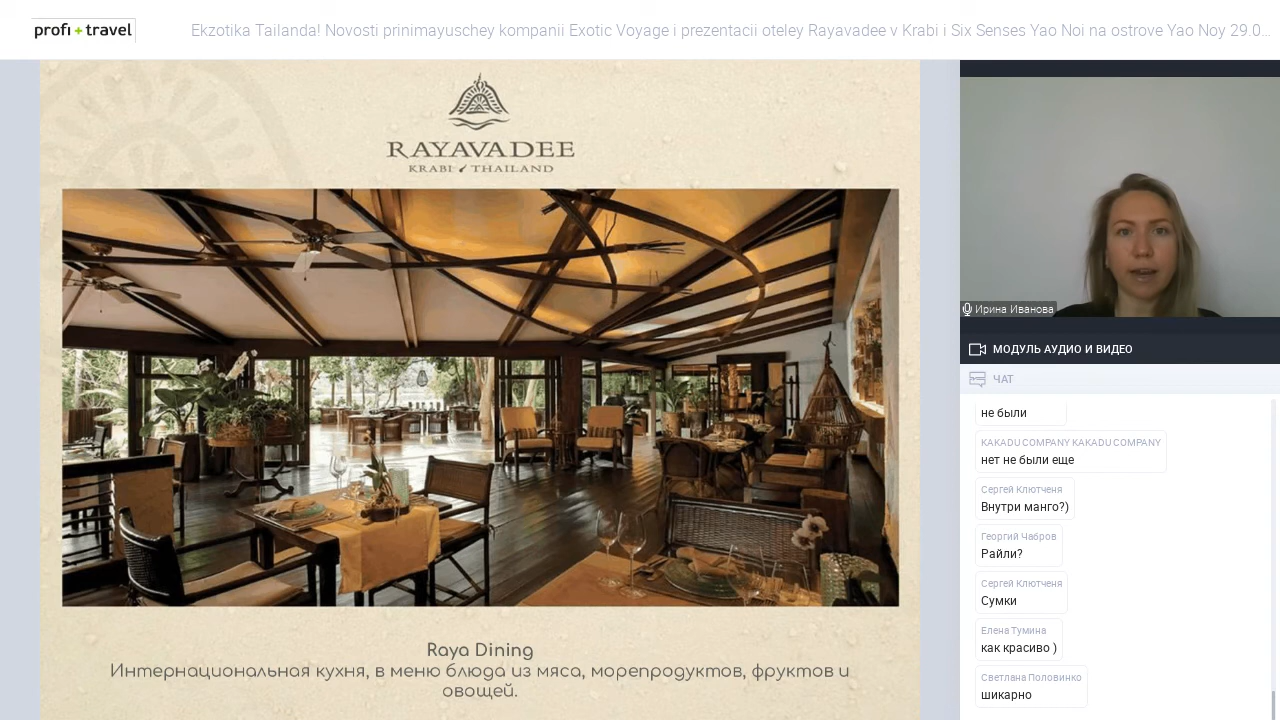 profi + travel
Ekzotika Tailanda! Novosti prinimayuschey kompanii Exotic Voyage i prezentacii oteley Rayavadee v Krabi i Six Senses Yao Noi na ostrove Yao Noy 29.0...
RAYAVADEE
KRABI THAILAND
Raya Dining
Интернациональная кухня, в меню блюда из мяса, морепродуктов, фруктов и
овощей.
Ирина Иванова
МОДУЛЬ АУДИО И ВИДЕО
ЧАТ
не были
KAKADU COMPANY KAKADU COMPANY
нет не были еще
Сергей Клютченя
Внутри манго?)
Георгий Чабров
Райли?
Сергей Клютченя
Сумки
Елена Тумина
как красиво )
Светлана Половинко
шикарно